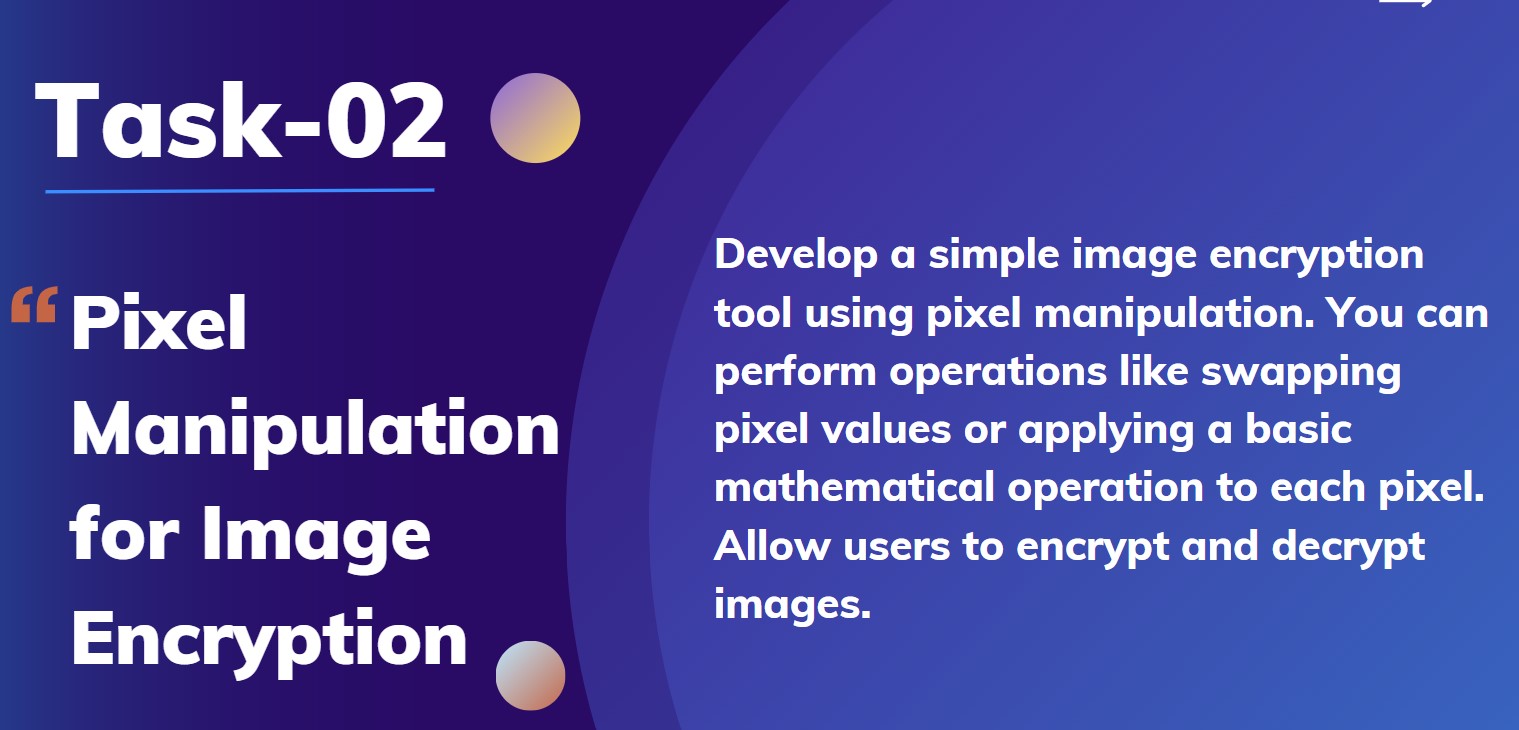 Task-02
“Pixel
Manipulation
for Image
Encryption
Develop a simple image encryption
tool using pixel manipulation. You can
perform operations like swapping
pixel values or applying a basic
mathematical operation to each pixel.
Allow users to encrypt and decrypt
images.